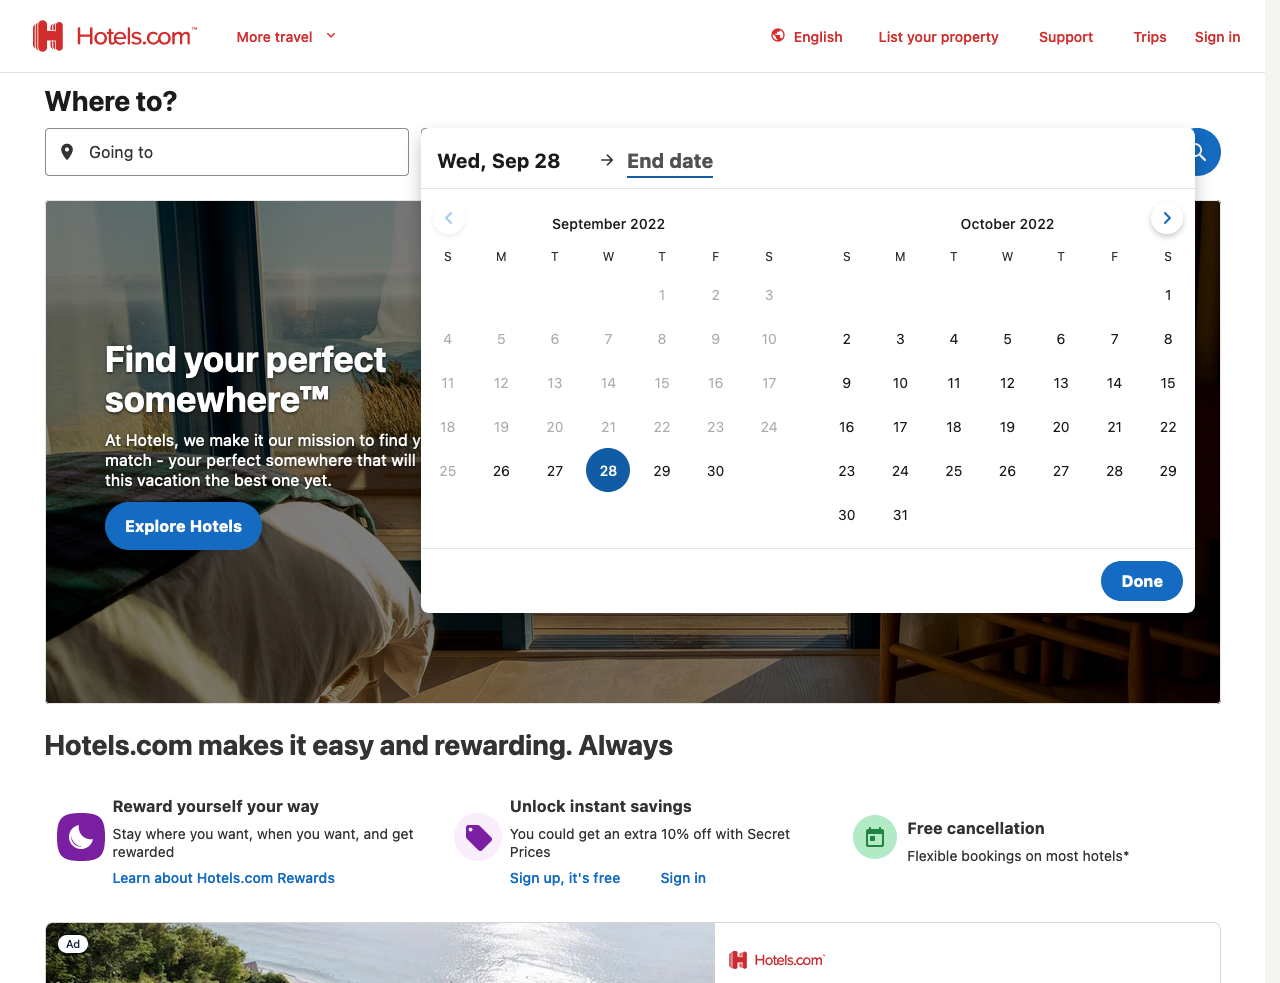 Hotels.com™
More travel
English
List your property
Support
Trips
Sign in
Where to?
Going to
Wed, Sep 28
End date
September 2022
S M T W T F S
1 2 3
4 5 6 7 8 9 10
11 12 13 14 15 16 17
18 19 20 21 22 23 24
25 26 27 28 29 30
October 2022
S M T W T F S
1
2 3 4 5 6 7 8
9 10 11 12 13 14 15
16 17 18 19 20 21 22
23 24 25 26 27 28 29
30 31
Done
Find your perfect
somewhere™
At Hotels, we make it our mission to find y
match - your perfect somewhere that will
this vacation the best one yet.
Explore Hotels
Hotels.com makes it easy and rewarding. Always
Reward yourself your way
Stay where you want, when you want, and get
rewarded
Learn about Hotels.com Rewards
Unlock instant savings
You could get an extra 10% off with Secret
Prices
Sign up, it's free
Sign in
Free cancellation
Flexible bookings on most hotels*
Ad
Hotels.com